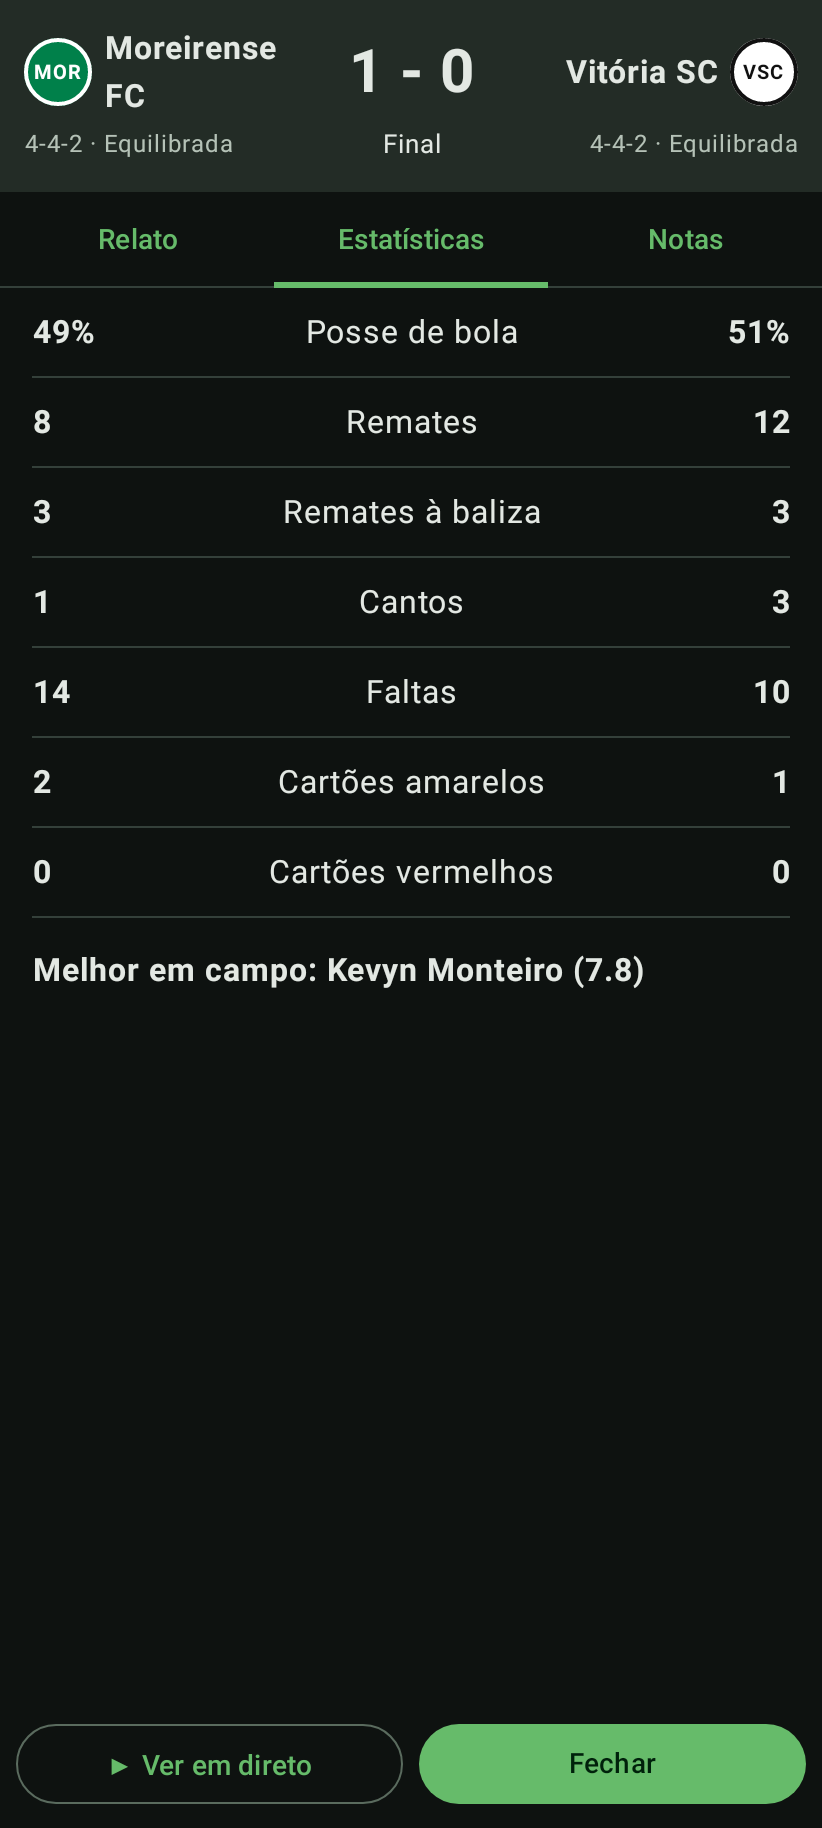 MOR Moreirense FC 1 - 0 Vitória SC VSC
4-4-2 · Equilibrada Final 4-4-2 · Equilibrada
Relato Estatísticas Notas
49% Posse de bola 51%
8 Remates 12
3 Remates à baliza 3
1 Cantos 3
14 Faltas 10
2 Cartões amarelos 1
0 Cartões vermelhos 0
Melhor em campo: Kevyn Monteiro (7.8)
► Ver em direto Fechar